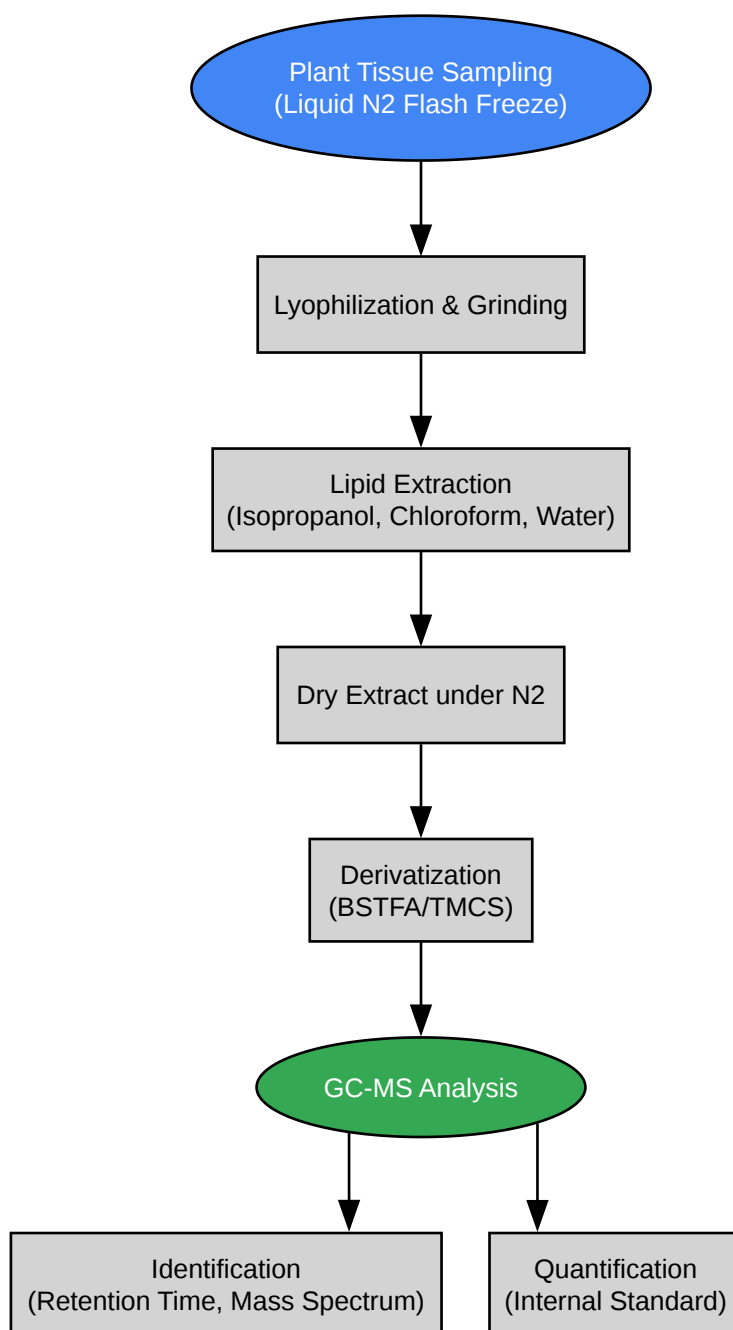 Plant Tissue Sampling
(Liquid N2 Flash Freeze)
Lyophilization & Grinding
Lipid Extraction
(Isopropanol, Chloroform, Water)
Dry Extract under N2
Derivatization
(BSTFA/TMCS)
GC-MS Analysis
Identification
(Retention Time, Mass Spectrum)
Quantification
(Internal Standard)